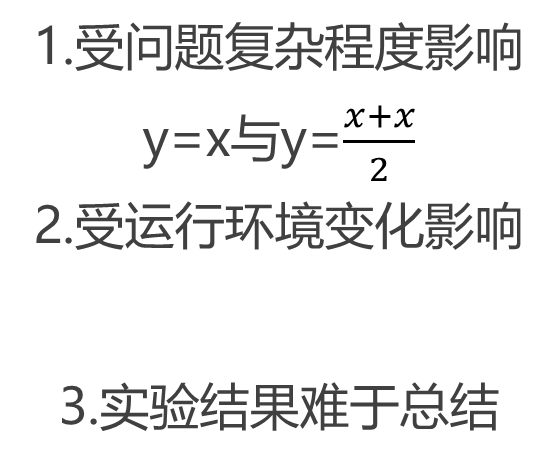 1.受问题复杂程度影响
y=x与y=\frac{x+x}{2}
2.受运行环境变化影响
3.实验结果难于总结